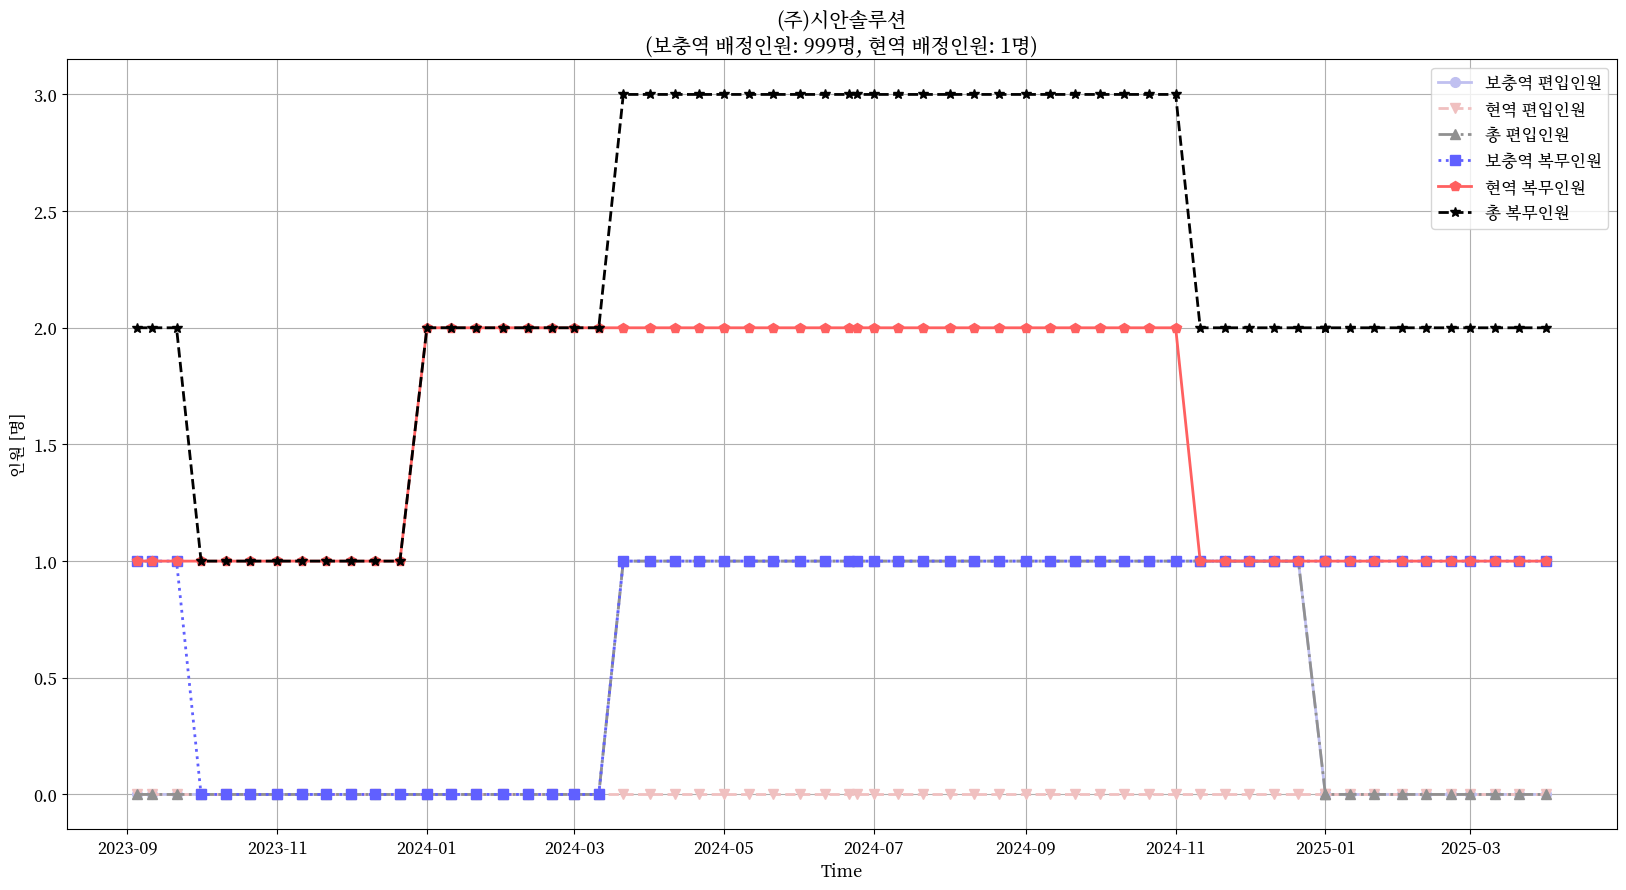 (주)시안솔루션
(보충역 배정인원: 999명, 현역 배정인원: 1명)
보충역 편입인원
현역 편입인원
총 편입인원
보충역 복무인원
현역 복무인원
총 복무인원
인원 [명]
3.0
2.5
2.0
1.5
1.0
0.5
0.0
2023-09
2023-11
2024-01
2024-03
2024-05
2024-07
2024-09
2024-11
2025-01
2025-03
Time